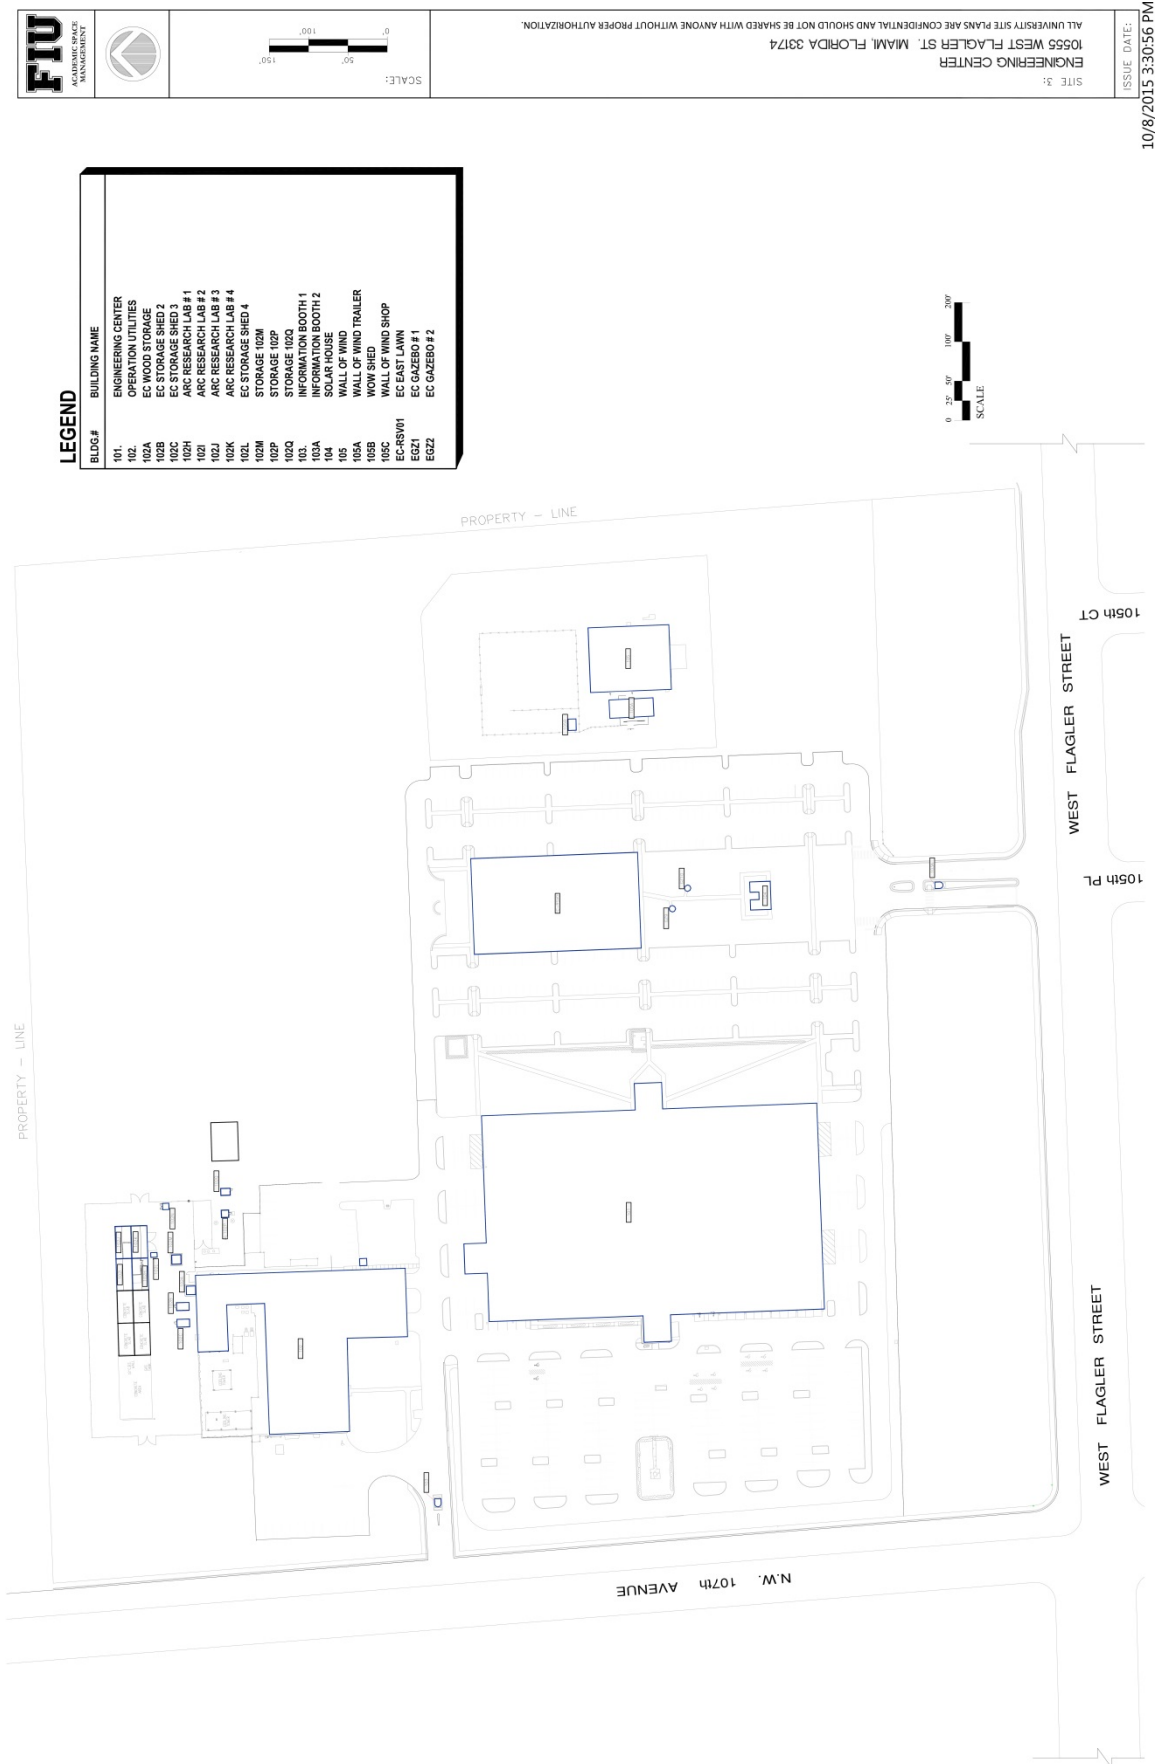 FIU
ACADEMIC SPACE
MANAGEMENT
SCALE:
0'
50'
100'
150'
SITE 3:
ENGINEERING CENTER
10555 WEST FLAGLER ST. MIAMI, FLORIDA 33174
ALL UNIVERSITY SITE PLANS ARE CONFIDENTIAL AND SHOULD NOT BE SHARED WITH ANYONE WITHOUT PROPER AUTHORIZATION.
ISSUE DATE:
10/8/2015 3:30:56 PM
LEGEND
BLDG.# BUILDING NAME
101. ENGINEERING CENTER
102. OPERATION UTILITIES
102A EC WOOD STORAGE
102B EC STORAGE SHED 2
102C EC STORAGE SHED 3
102H ARC RESEARCH LAB # 1
102I ARC RESEARCH LAB # 2
102J ARC RESEARCH LAB # 3
102K ARC RESEARCH LAB # 4
102L EC STORAGE SHED 4
102M STORAGE 102M
102P STORAGE 102P
102Q STORAGE 102Q
103. INFORMATION BOOTH 1
103A INFORMATION BOOTH 2
104 SOLAR HOUSE
105 WALL OF WIND
105A WALL OF WIND TRAILER
105B WOW SHED
105C WALL OF WIND SHOP
EC-RSV01 EC EAST LAWN
EGZ1 EC GAZEBO # 1
EGZ2 EC GAZEBO # 2
0 25' 50' 100' 200'
SCALE
PROPERTY - LINE
PROPERTY - LINE
105th CT
WEST FLAGLER STREET
105th PL
WEST FLAGLER STREET
N.W. 107th AVENUE